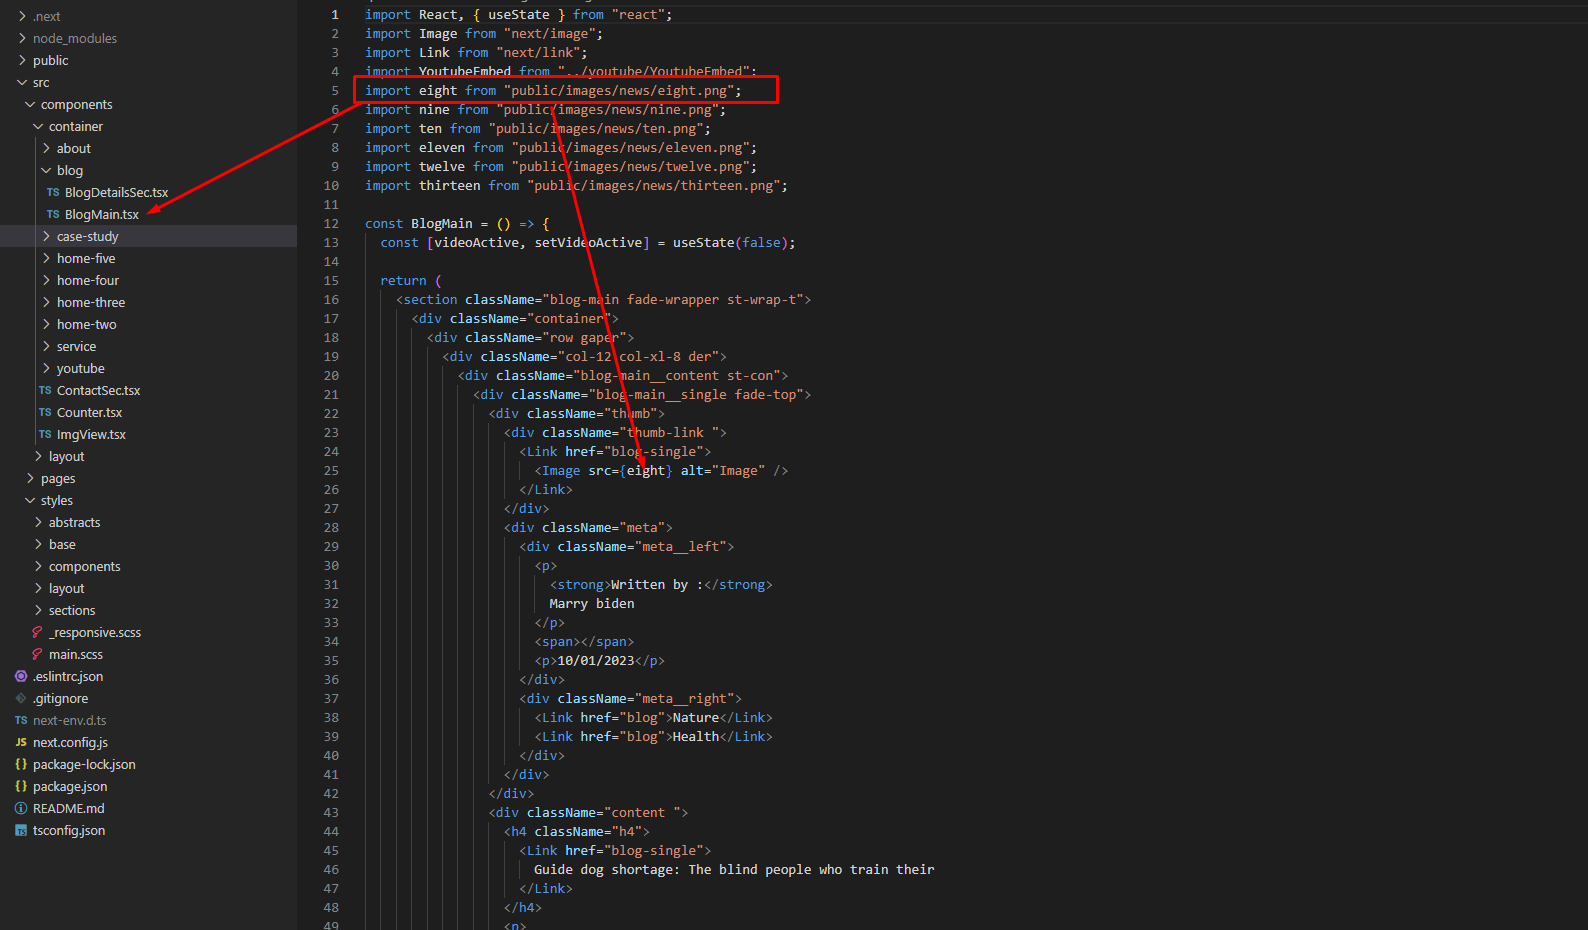 .next
node_modules
public
src
components
container
about
blog
TS BlogDetailsSec.tsx
TS BlogMain.tsx
case-study
home-five
home-four
home-three
home-two
service
youtube
TS ContactSec.tsx
TS Counter.tsx
TS ImgView.tsx
layout
pages
styles
abstracts
base
components
layout
sections
_responsive.scss
main.scss
.eslintrc.json
.gitignore
TS next-env.d.ts
JS next.config.js
{} package-lock.json
{} package.json
README.md
TS tsconfig.json
1 import React, { useState } from "react";
2 import Image from "next/image";
3 import Link from "next/link";
4 import YoutubeEmbed from "../youtube/YoutubeEmbed";
5 import eight from "public/images/news/eight.png";
6 import nine from "public/images/news/nine.png";
7 import ten from "public/images/news/ten.png";
8 import eleven from "public/images/news/eleven.png";
9 import twelve from "public/images/news/twelve.png";
10 import thirteen from "public/images/news/thirteen.png";
11
12 const BlogMain = () => {
13 const [videoActive, setVideoActive] = useState(false);
14
15 return (
16 <section className="blog-main fade-wrapper st-wrap-t">
17 <div className="container">
18 <div className="row gaper">
19 <div className="col-12 col-xl-8 der">
20 <div className="blog-main__content st-con">
21 <div className="blog-main__single fade-top">
22 <div className="thumb">
23 <div className="thumb-link ">
24 <Link href="blog-single">
25 <Image src={eight} alt="Image" />
26 </Link>
27 </div>
28 <div className="meta">
29 <div className="meta__left">
30 <p>
31 <strong>Written by :</strong>
32 Marry biden
33 </p>
34 <span></span>
35 <p>10/01/2023</p>
36 </div>
37 <div className="meta__right">
38 <Link href="blog">Nature</Link>
39 <Link href="blog">Health</Link>
40 </div>
41 </div>
42 </div>
43 <div className="content ">
44 <h4 className="h4">
45 <Link href="blog-single">
46 Guide dog shortage: The blind people who train their
47 </Link>
48 </h4>
49 <p>